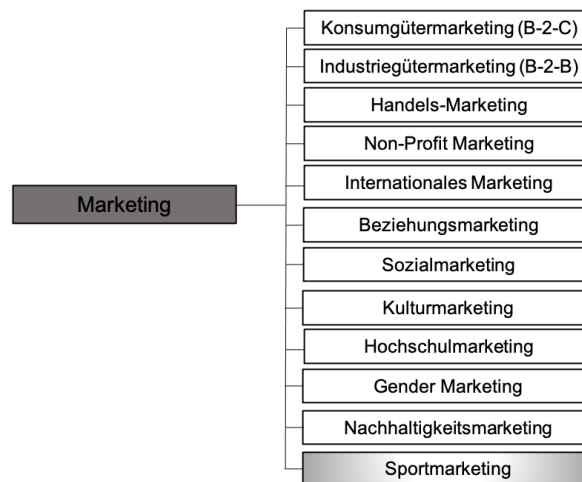 Konsumgütermarketing (B-2-C)
Industriegütermarketing (B-2-B)
Handels-Marketing
Non-Profit Marketing
Internationales Marketing
Marketing
Beziehungsmarketing
Sozialmarketing
Kulturmarketing
Hochschulmarketing
Gender Marketing
Nachhaltigkeitsmarketing
Sportmarketing